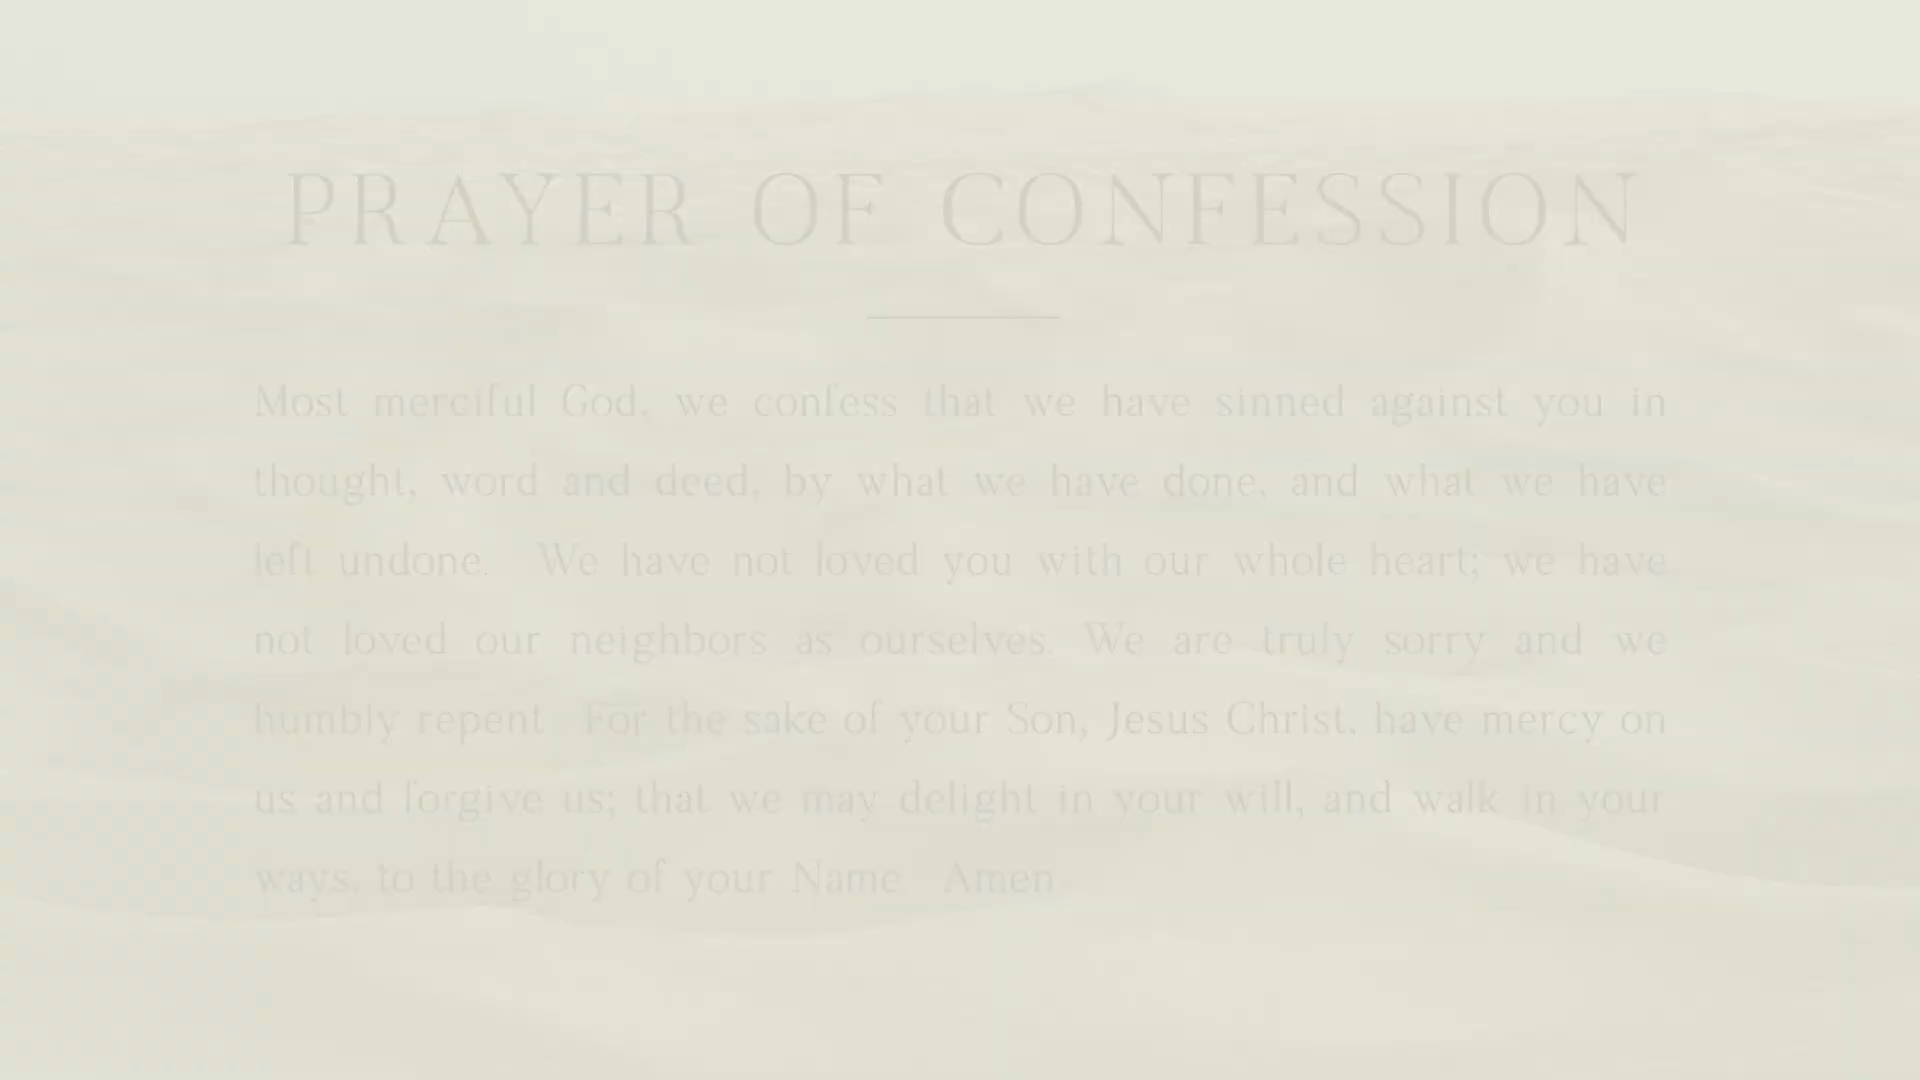 PRAYER OF CONFESSION
Most merciful God, we confess that we have sinned against you in
thought, word and deed, by what we have done, and what we have
left undone. We have not loved you with our whole heart; we have
not loved our neighbors as ourselves. We are truly sorry and we
humbly repent For the sake of your Son, Jesus Christ, have mercy on
us and forgive us; that we may delight in your will, and walk in your
ways, to the glory of your Name Amen